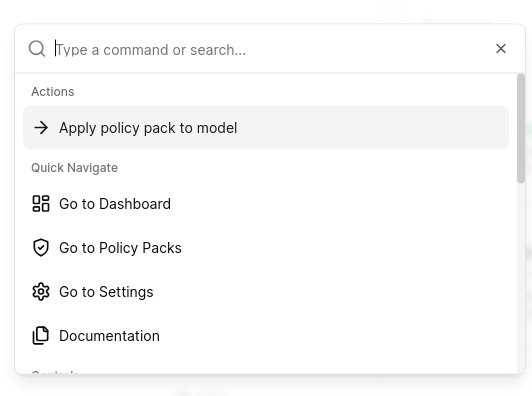 Type a command or search...
Actions
Apply policy pack to model
Quick Navigate
Go to Dashboard
Go to Policy Packs
Go to Settings
Documentation